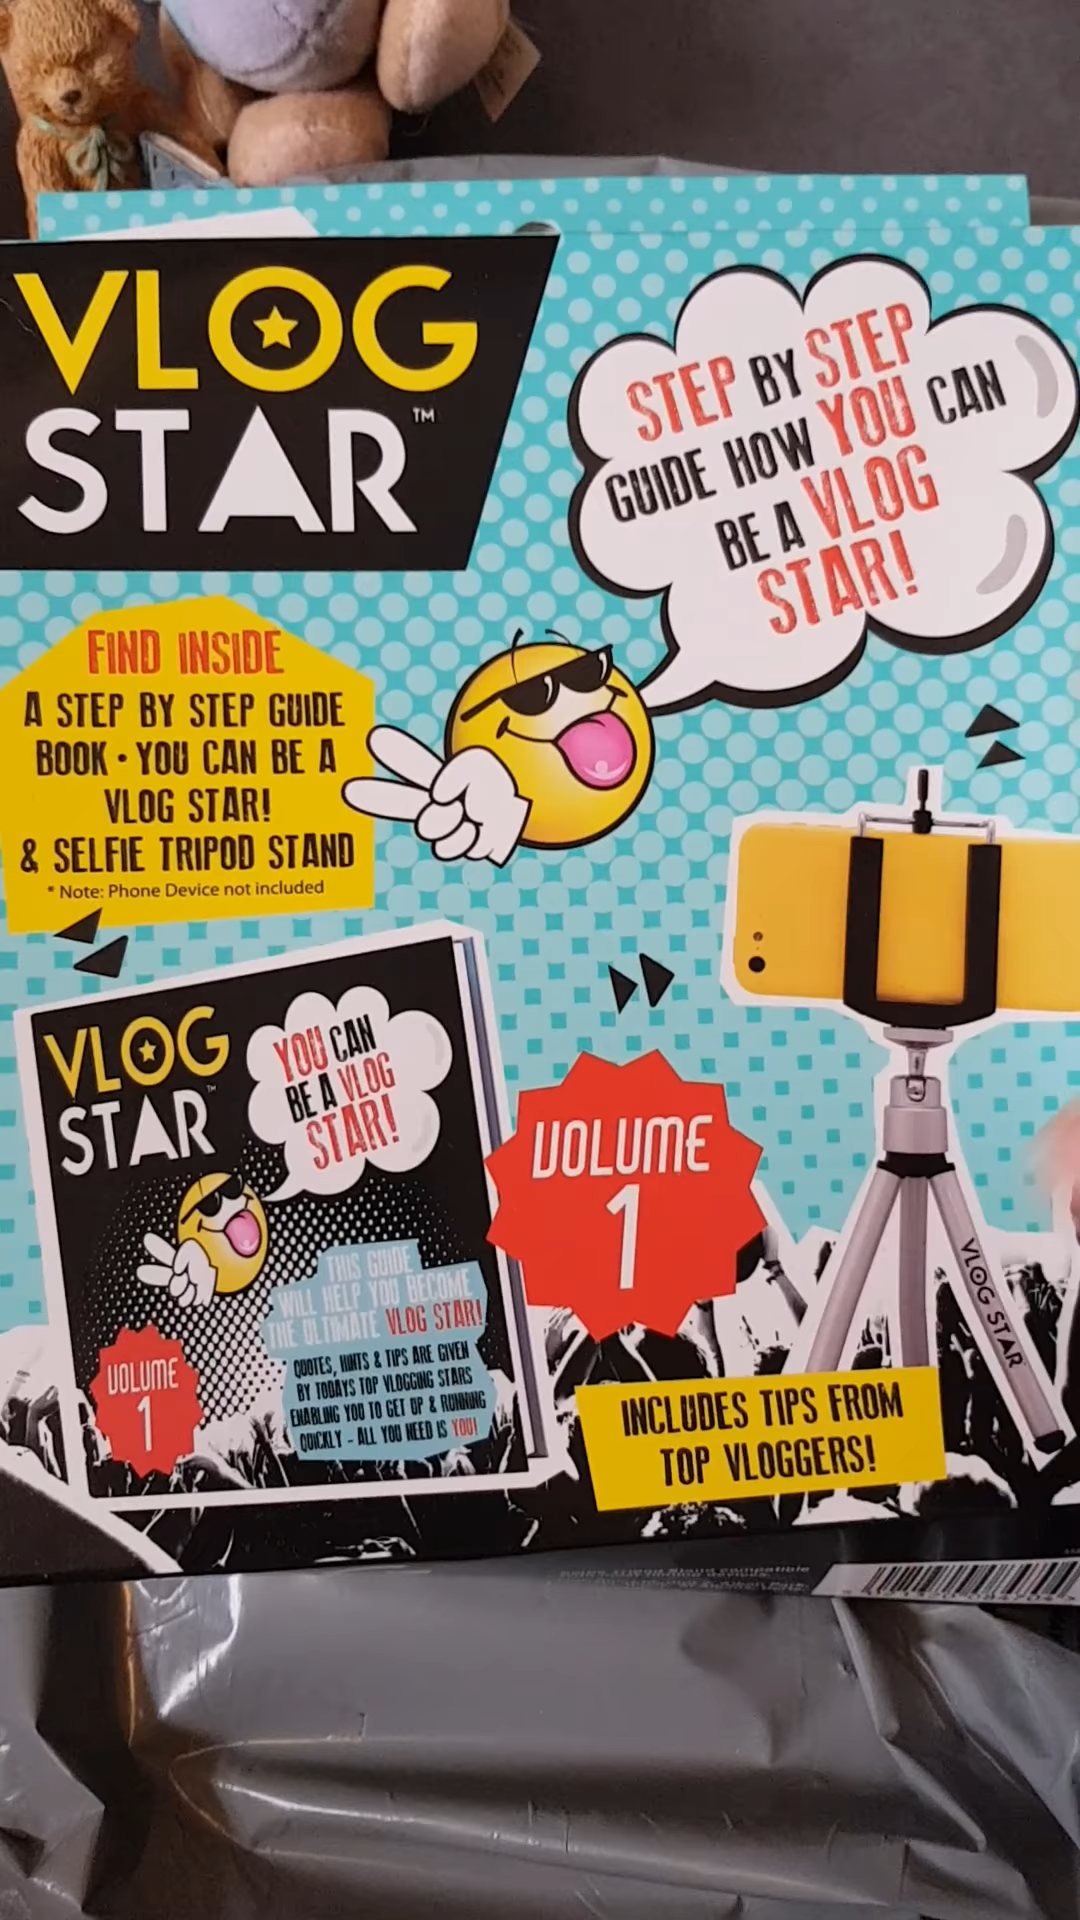 VLOG
STAR™
STEP BY STEP
GUIDE HOW YOU CAN
BE A VLOG
STAR!
FIND INSIDE
A STEP BY STEP GUIDE
BOOK • YOU CAN BE A
VLOG STAR!
& SELFIE TRIPOD STAND
* Note: Phone Device not included
VLOG
STAR™
YOU CAN
BE A VLOG
STAR!
THIS GUIDE
WILL HELP YOU BECOME
THE ULTIMATE VLOG STAR!
QUOTES, HINTS & TIPS ARE GIVEN
BY TODAYS TOP VLOGGING STARS
ENABLING YOU TO GET UP & RUNNING
QUICKLY - ALL YOU NEED IS YOU!
VOLUME
1
VOLUME
1
VLOG STAR
INCLUDES TIPS FROM
TOP VLOGGERS!
compatible